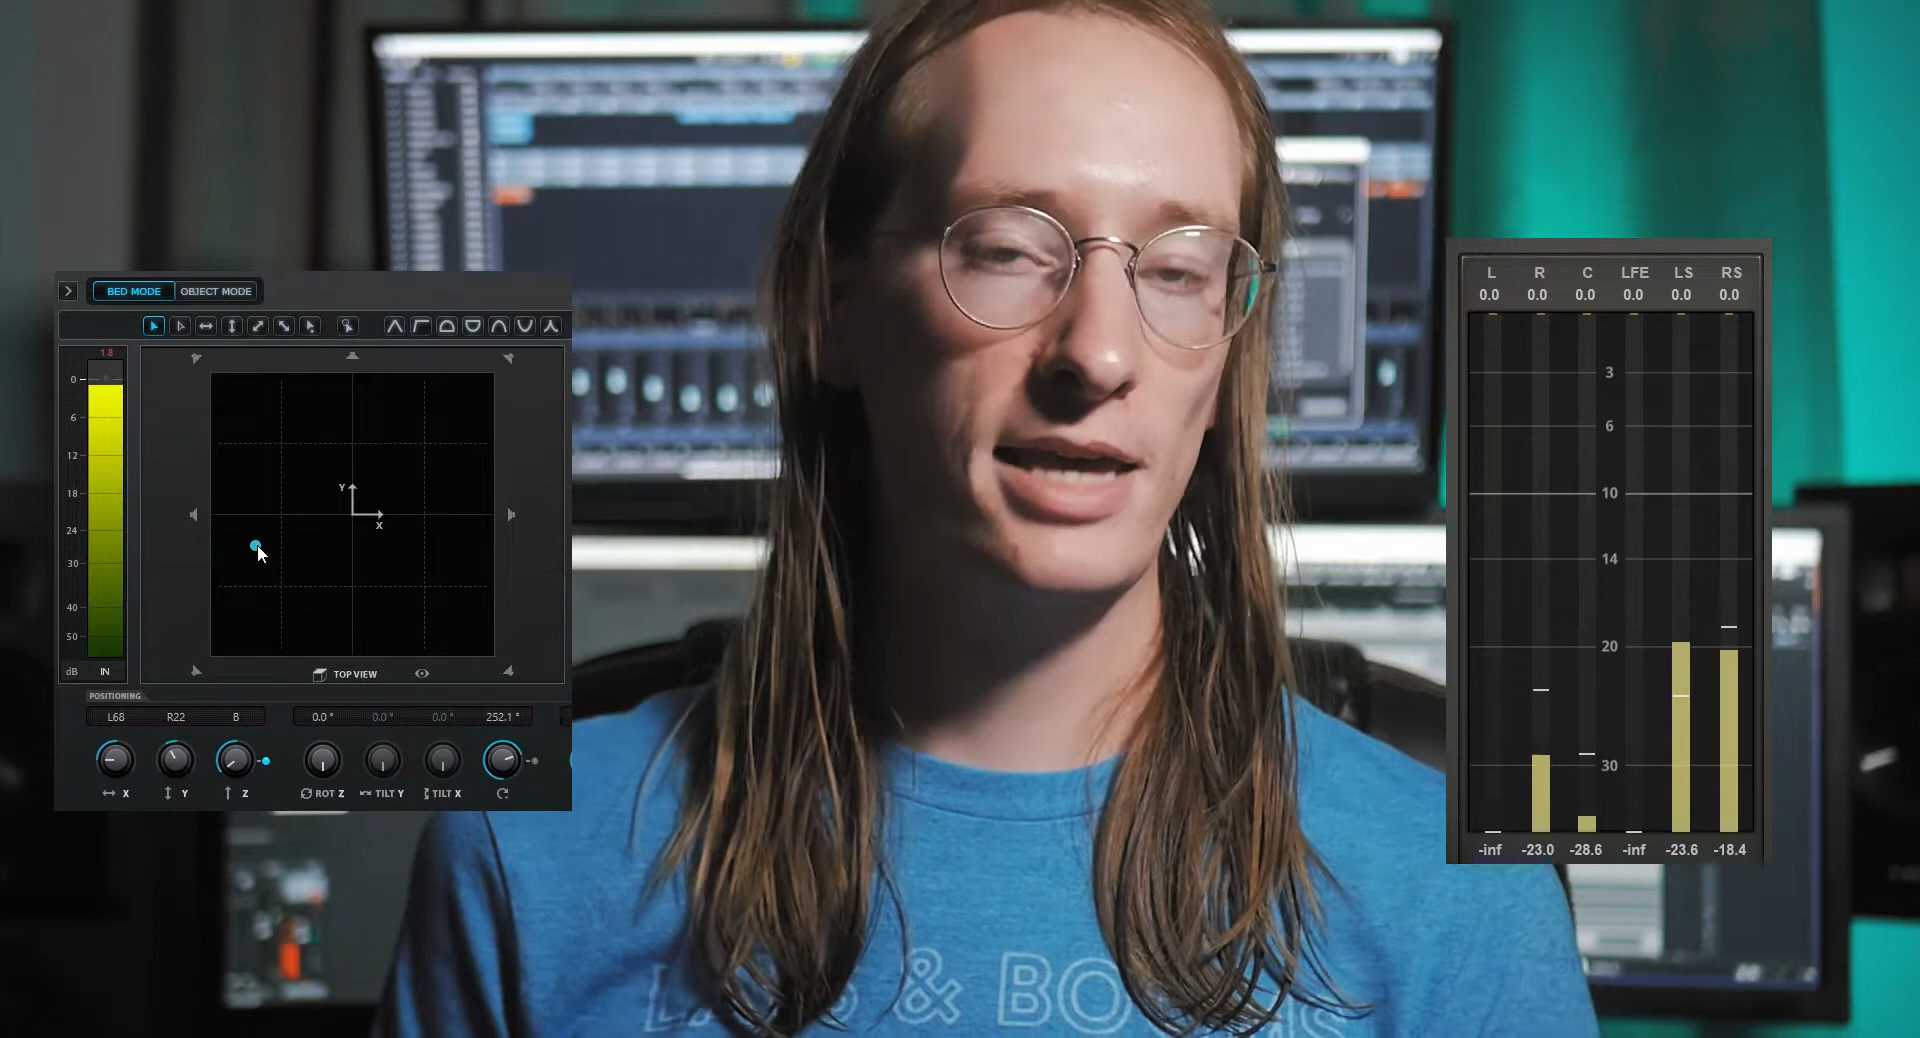 BED MODE OBJECT MODE
1.8
0
0
6
12
18
24
30
40
50
dB IN
Y
X
TOP VIEW
POSITIONING
L68 R22 B 0.0 ° 0.0 ° 0.0 ° 252.1 °
X Y Z ROT Z TILT Y TILT X
L R C LFE LS RS
0.0 0.0 0.0 0.0 0.0 0.0
3
6
10
14
20
30
-inf -23.0 -28.6 -inf -23.6 -18.4
& BO